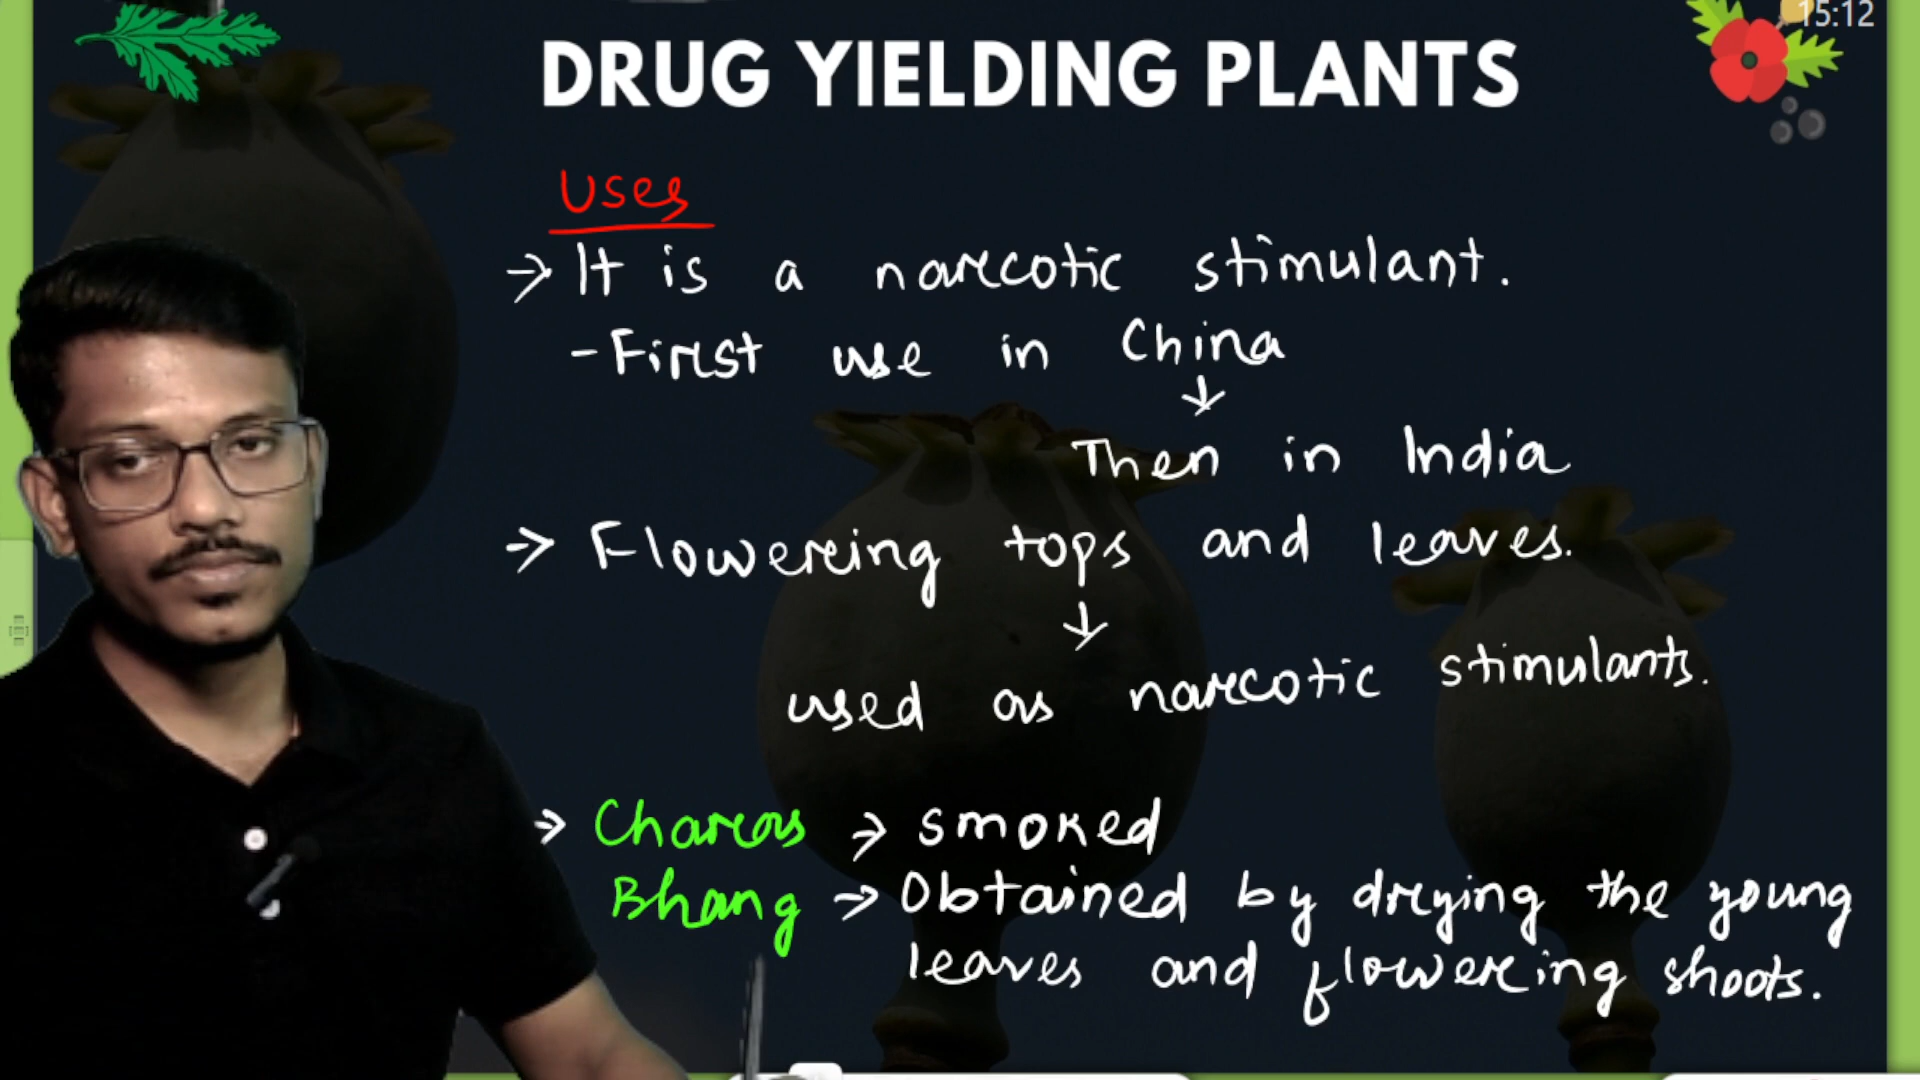 15:12
DRUG YIELDING PLANTS
Uses
→ It is a narcotic stimulant.
- First use in China
↓
Then in India
→ Flowering tops and leaves.
↓
used as narcotic stimulants.
→ Charas → smoked
Bhang → Obtained by drying the young
leaves and flowering shoots.